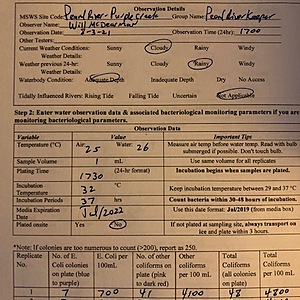 Observation Details
MSWS Site Code: Pearl River-Purple Creek Group Name: Pearl RiverKeeper
Observer Name: Will McDearman
Observation Date: 8-3-21 Observation Time (24hr): 1700
Other Testers:
Current Weather Conditions: Sunny Cloudy Rainy Windy
Weather Details:
Weather previous 24-hr: Sunny Cloudy Rainy Windy
Weather Details:
Waterbody Condition: Adequate Depth Inadequate Depth Dry No Access
Tidally Influenced Rivers: Rising Tide Falling Tide Uncertain Not Applicable
Step 2: Enter water observation data & associated bacteriological monitoring parameters if you are
monitoring bacteriological parameters.
Observation Data
Variable Value Important Tips
Temperature (°C) Air: 25 Water: 26 Measure air temp before water temp. Read with bulb submerged if possible. Don't touch bulb.
Sample Volume 1 mL Use same volume for all replicates
Plating Time 1730 (24-hr format) Incubation begins when samples are plated.
Incubation Temperature 32 °C Keep incubation temperature between 29 and 37 °C
Incubation Periods 37 hrs Count bacteria within 30-48 hours of incubation.
Media Expiration Date Jul/2022 Use this date format: Jul/2019 (from media box)
Plated onsite Yes No If not plated at sampling site, always transport on ice and plate within 3 hours.
*Note: If colonies are too numerous to count (>200), report as 250.
Replicate No. No. of E. Coli colonies on plate (blue to purple) E. Coli per 100mL No. of other coliforms on plate (pink to dark red) Other Coliforms per 100 mL Total Coliforms (all colonies on plate) Total Coliforms per 100mL
1 7 700 41 4100 48 4800